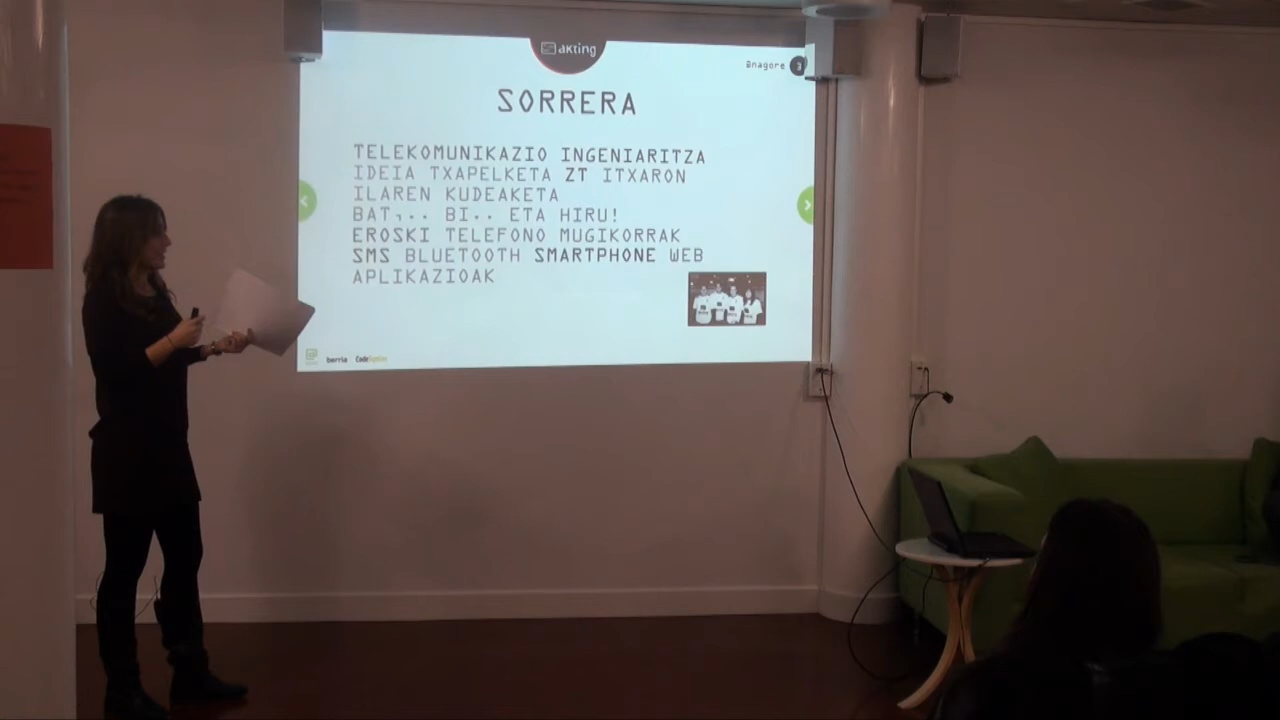 akting
@nagore 3
SORRERA
TELEKOMUNIKAZIO INGENIARITZA
IDEIA TXAPELKETA ZT ITXARON
ILAREN KUDEAKETA
BAT,.. BI.. ETA HIRU!
EROSKI TELEFONO MUGIKORRAK
SMS BLUETOOTH SMARTPHONE WEB
APLIKAZIOAK
berria